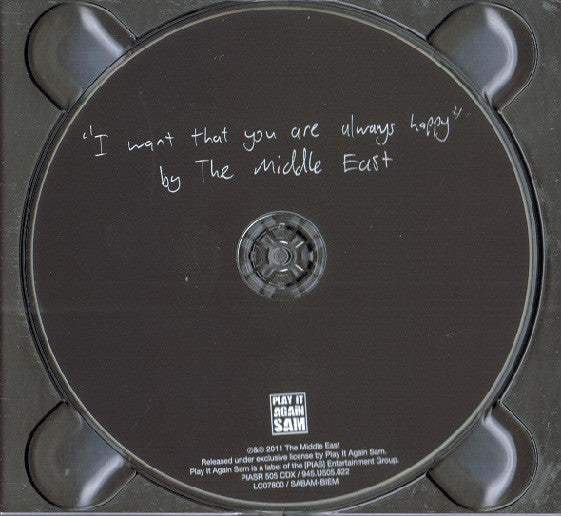 "I want that you are always happy"
by The Middle East
PLAY IT
AGAIN
SAM
℗&© 2011 The Middle East
Released under exclusive license by Play It Again Sam.
Play It Again Sam is a label of the [PIAS] Entertainment Group.
PIASR 505 CDX / 945.U505.022
LC07800 / SABAM-BIEM